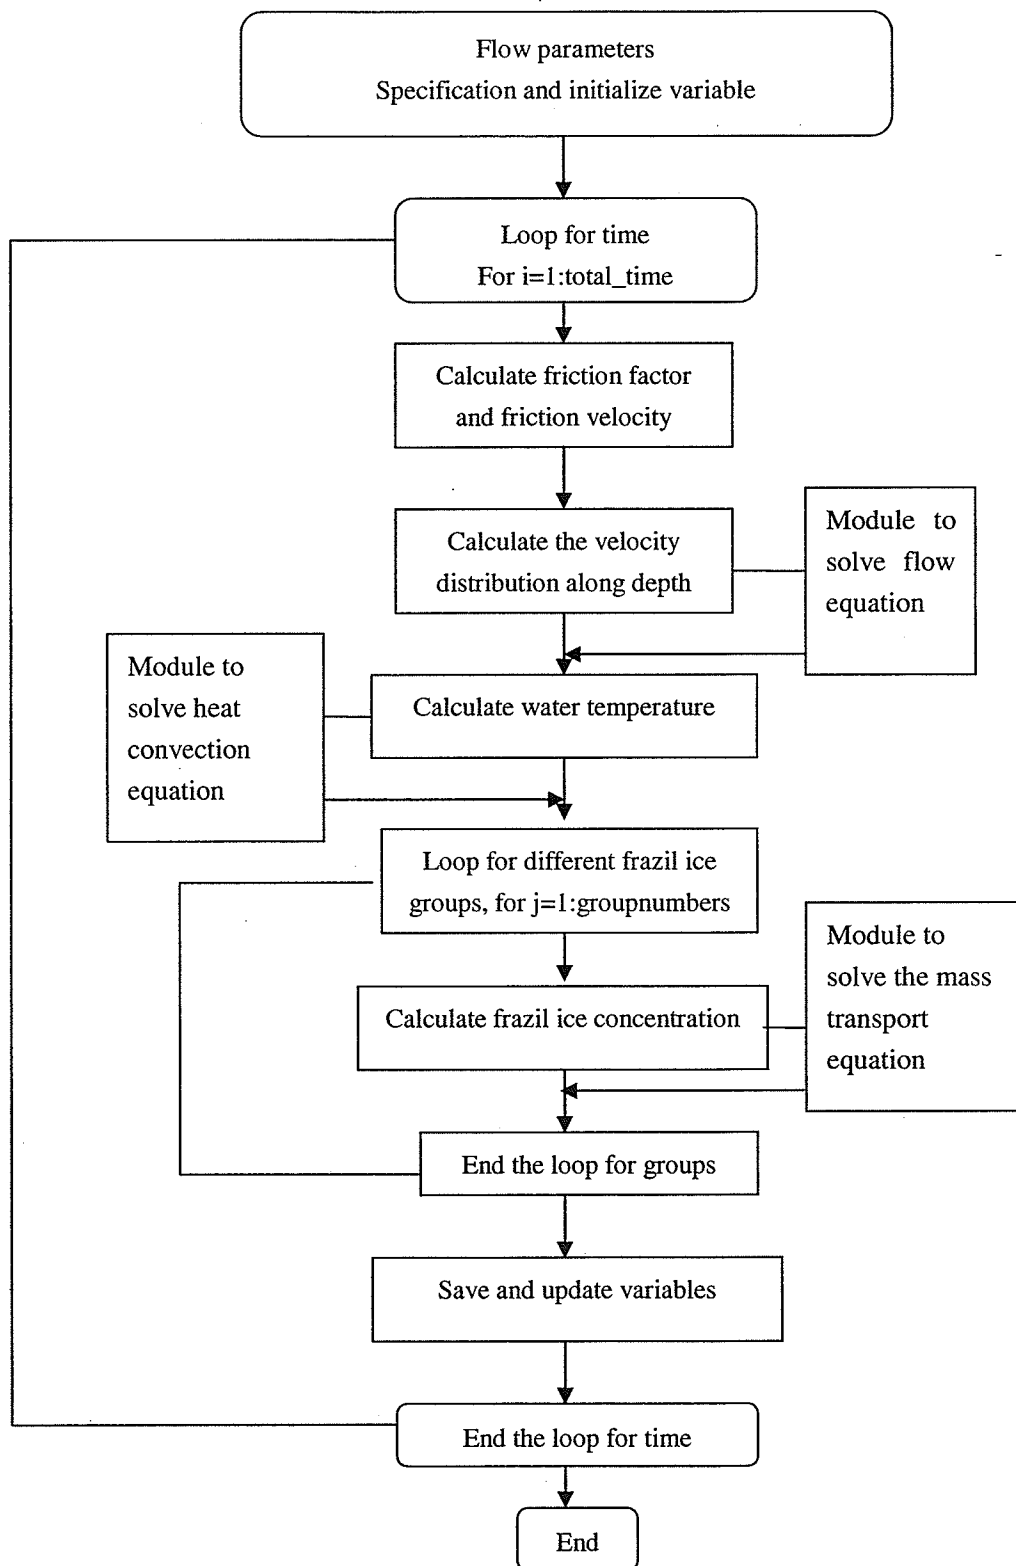 Flow parameters
Specification and initialize variable
Loop for time
For i=1:total_time
Calculate friction factor
and friction velocity
Calculate the velocity
distribution along depth
Module to
solve flow
equation
Module to
solve heat
convection
equation
Calculate water temperature
Loop for different frazil ice
groups, for j=1:groupnumbers
Module to
solve the mass
transport
equation
Calculate frazil ice concentration
End the loop for groups
Save and update variables
End the loop for time
End